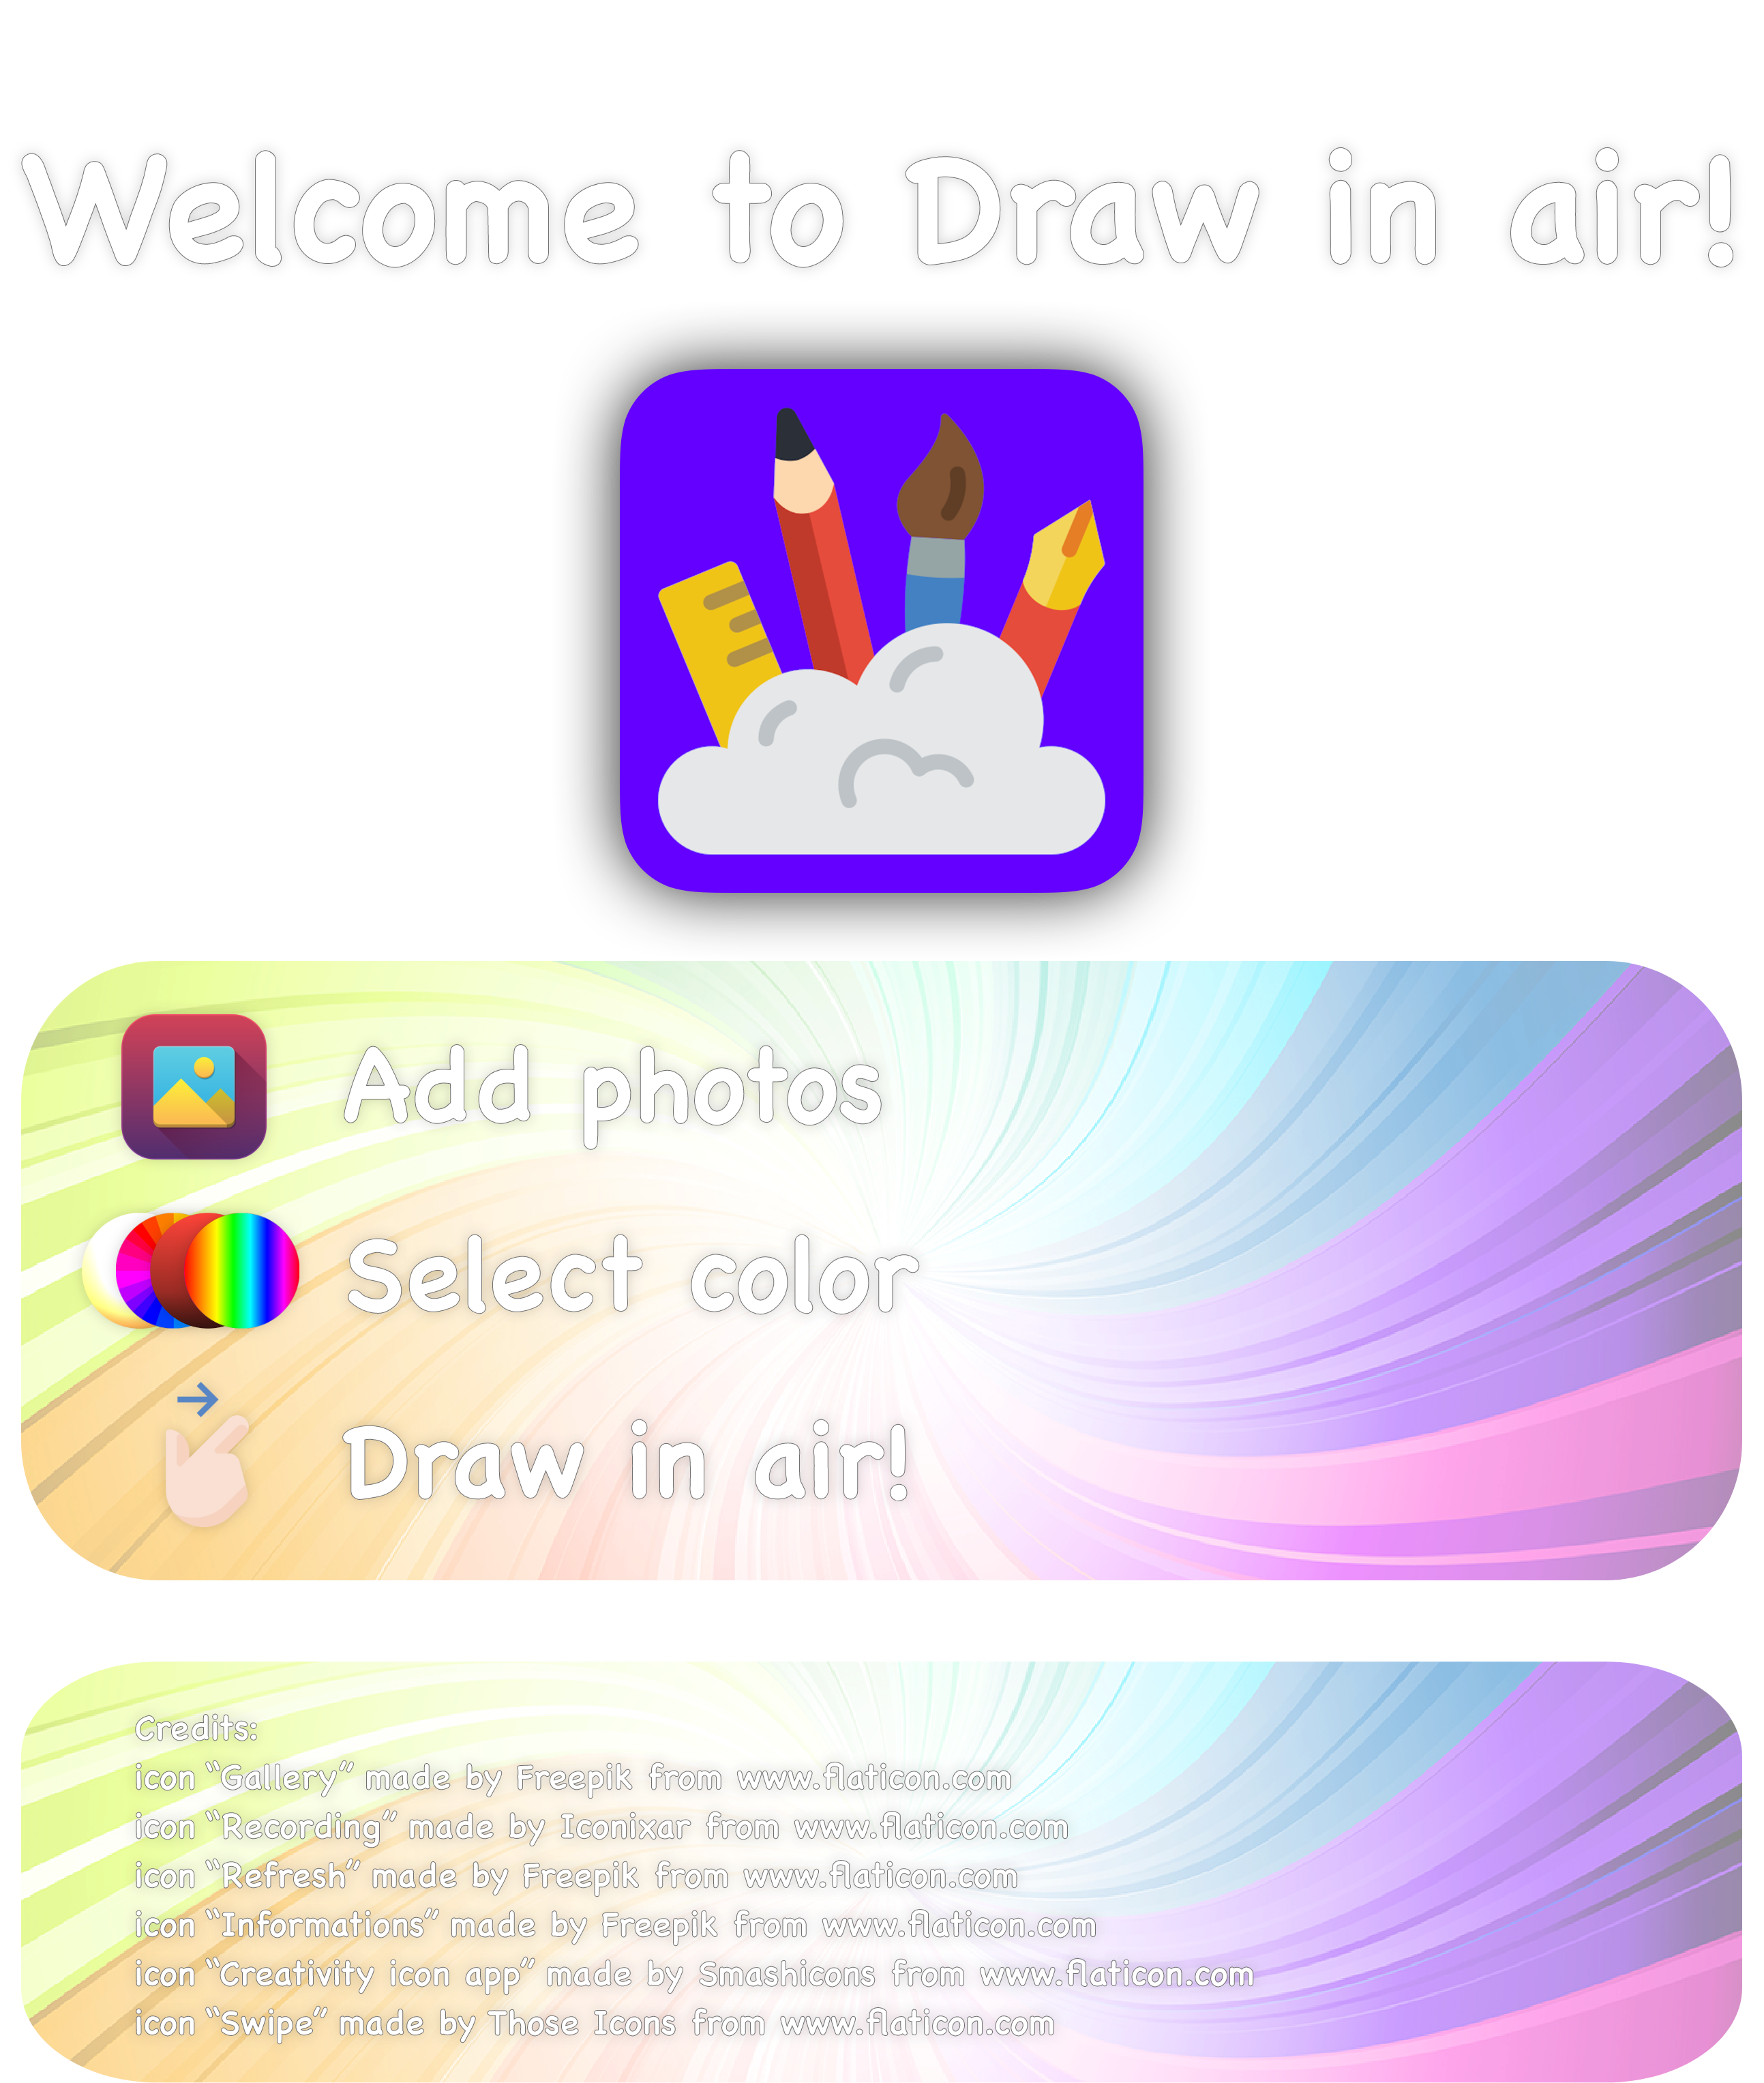 Welcome to Draw in air!
Add photos
Select color
Draw in air!
Credits:
icon “Gallery” made by Freepik from www.flaticon.com
icon “Recording” made by Iconixar from www.flaticon.com
icon “Refresh” made by Freepik from www.flaticon.com
icon “Informations” made by Freepik from www.flaticon.com
icon “Creativity icon app” made by Smashicons from www.flaticon.com
icon “Swipe” made by Those Icons from www.flaticon.com